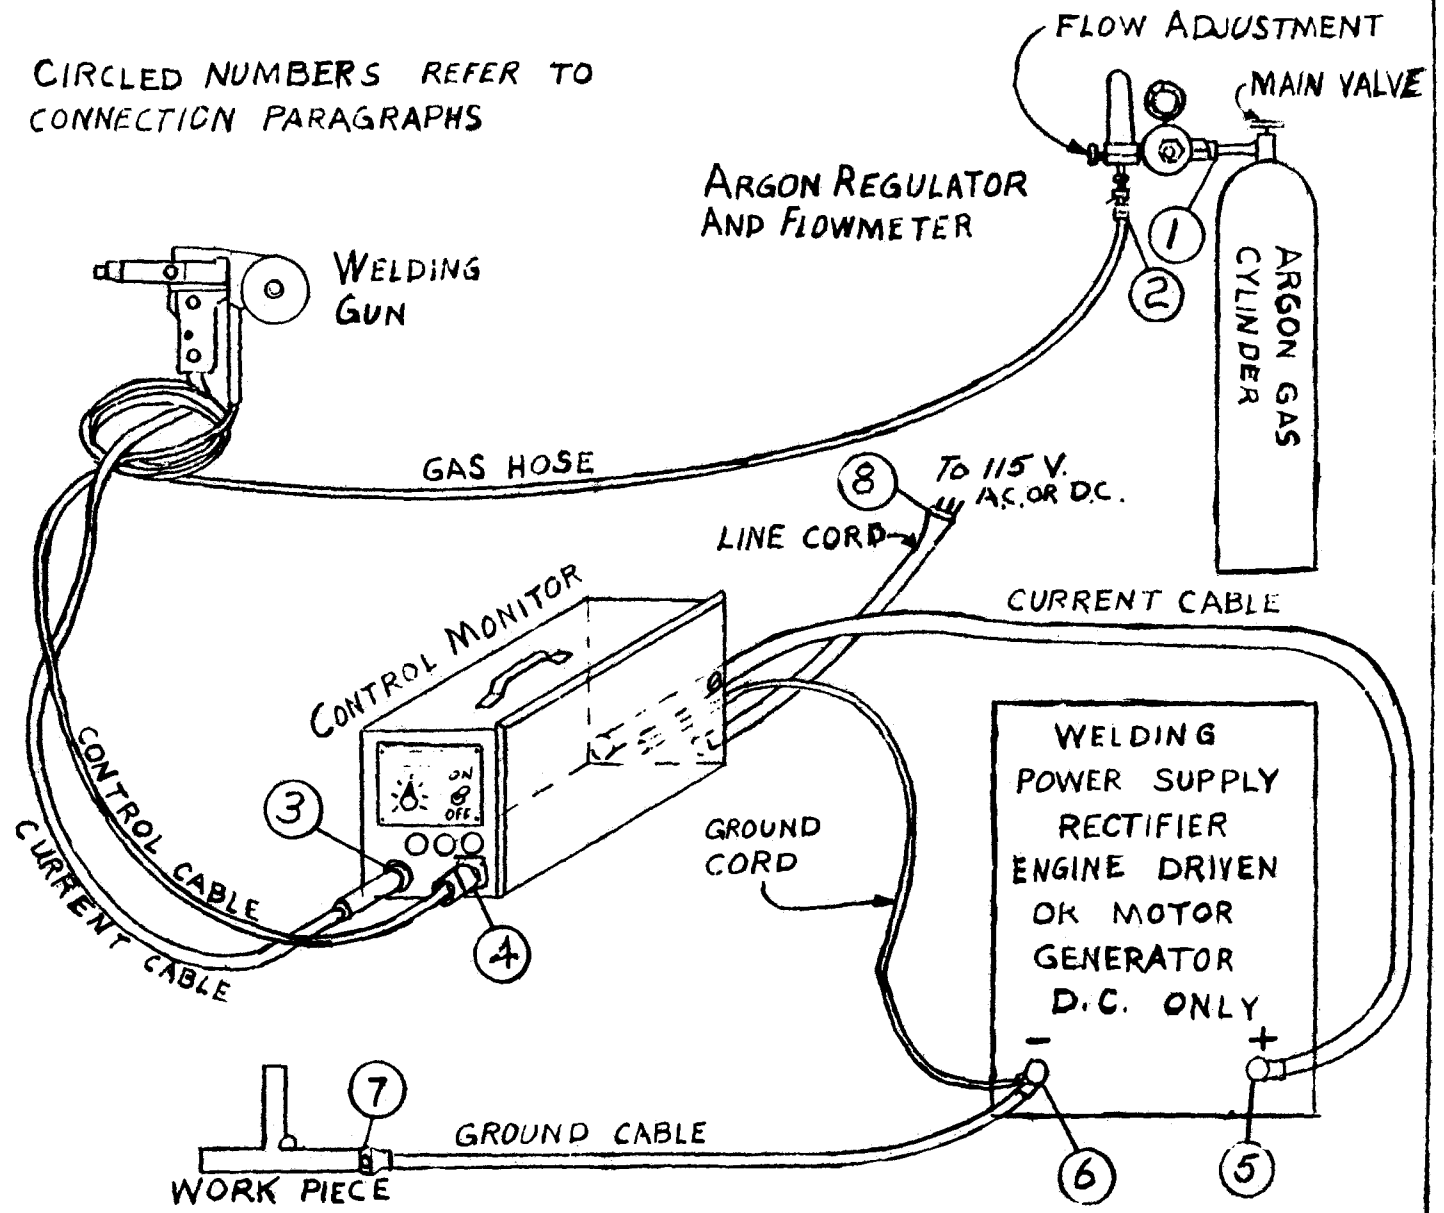 FLOW ADJUSTMENT
CIRCLED NUMBERS REFER TO
CONNECTION PARAGRAPHS
MAIN VALVE
ARGON REGULATOR
AND FLOWMETER
1
2
ARGON GAS
CYLINDER
WELDING
GUN
GAS HOSE
8
TO 115 V.
A.C. OR D.C.
LINE CORD
CURRENT CABLE
CONTROL MONITOR
ON
OFF
3
4
CONTROL CABLE
CURRENT CABLE
GROUND
CORD
WELDING
POWER SUPPLY
RECTIFIER
ENGINE DRIVEN
OR MOTOR
GENERATOR
D.C. ONLY
-
+
7
GROUND CABLE
6
5
WORK PIECE